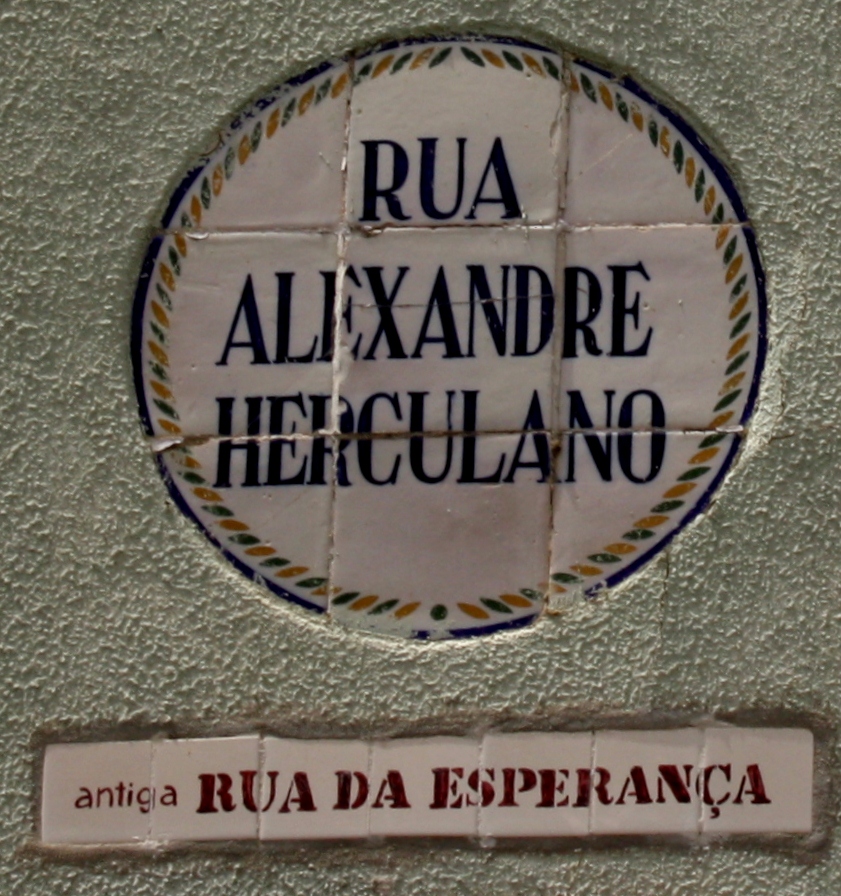 RUA
ALEXANDRE
HERCULANO
antiga RUA DA ESPERANÇA